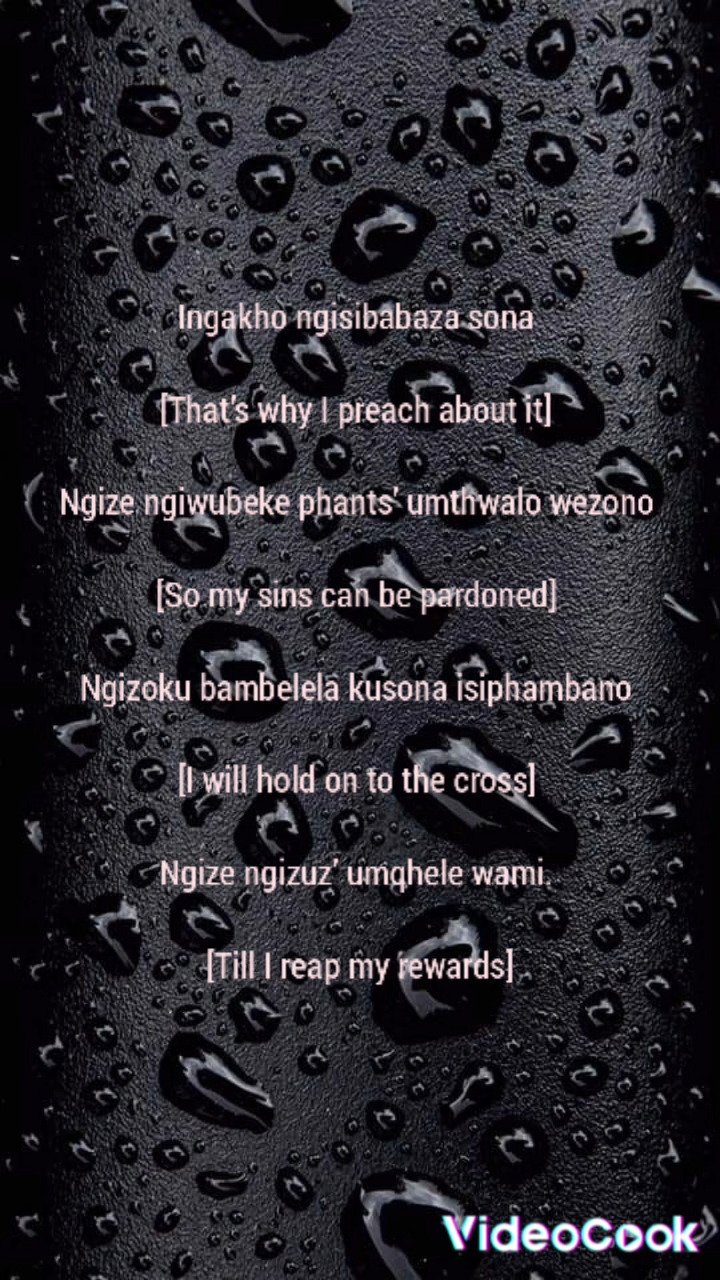 Ingakho ngisibabaza sona
[That's why I preach about it]
Ngize ngiwubeke phants' umthwalo wezono
[So my sins can be pardoned]
Ngizoku bambelela kusona isiphambano
[I will hold on to the cross]
Ngize ngizuz' umqhele wami.
[Till I reap my rewards]
VideoCook